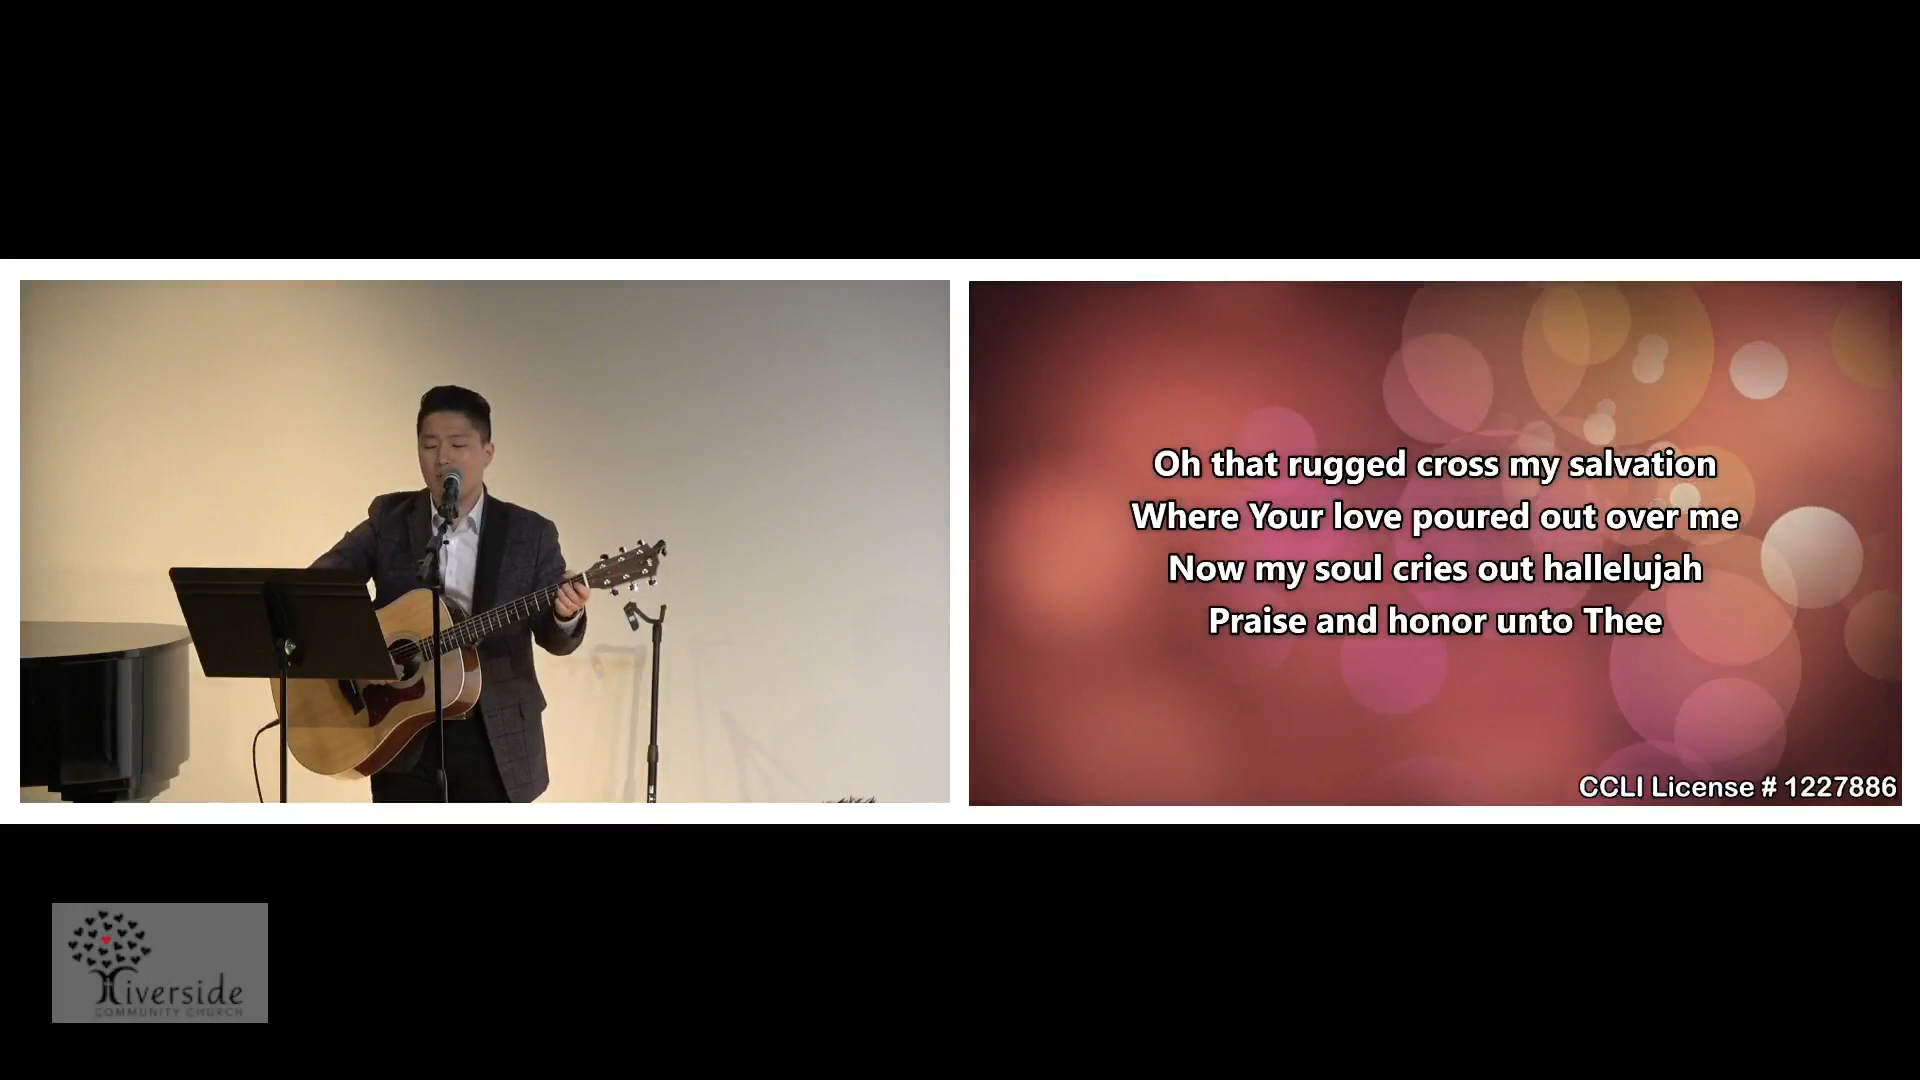 Oh that rugged cross my salvation
Where Your love poured out over me
Now my soul cries out hallelujah
Praise and honor unto Thee
CCLI License # 1227886
Riverside
COMMUNITY CHURCH